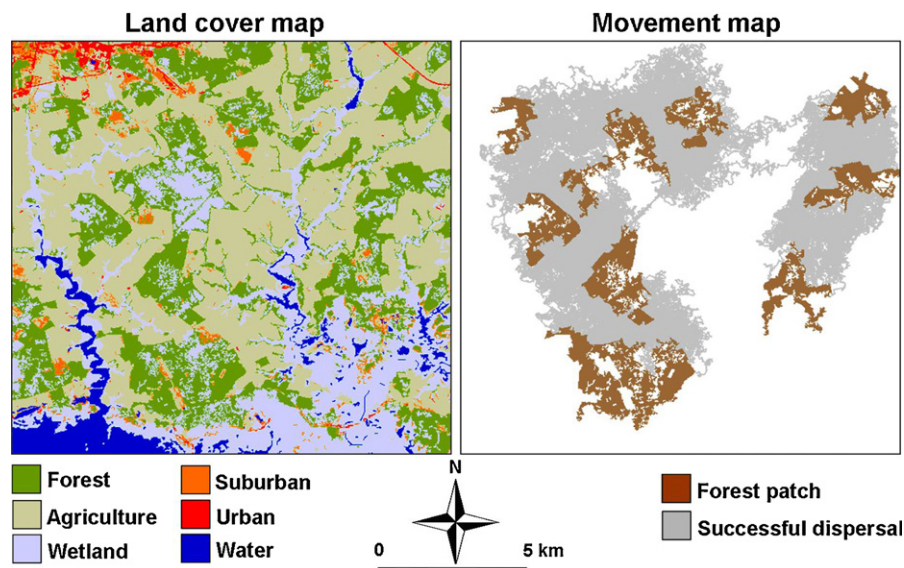 Land cover map
Movement map
Forest
Agriculture
Wetland
Suburban
Urban
Water
N
0 5 km
Forest patch
Successful dispersal